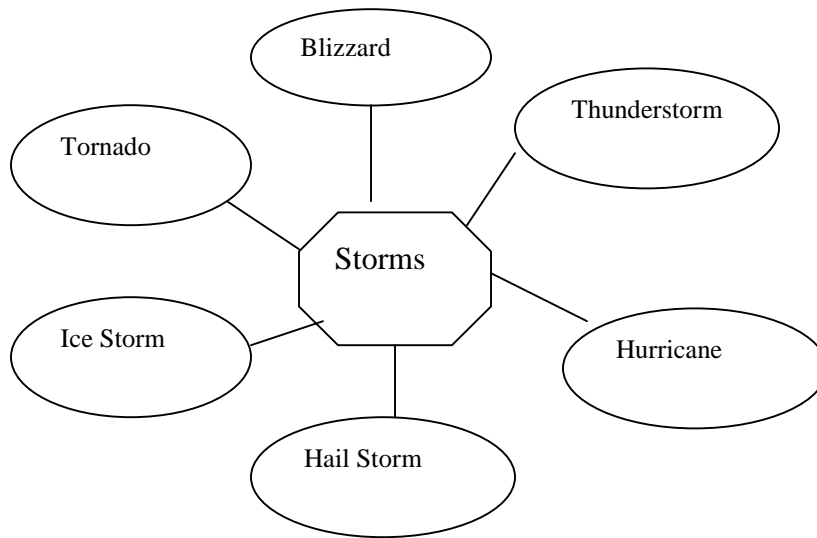 Blizzard
Thunderstorm
Tornado
Storms
Ice Storm
Hurricane
Hail Storm